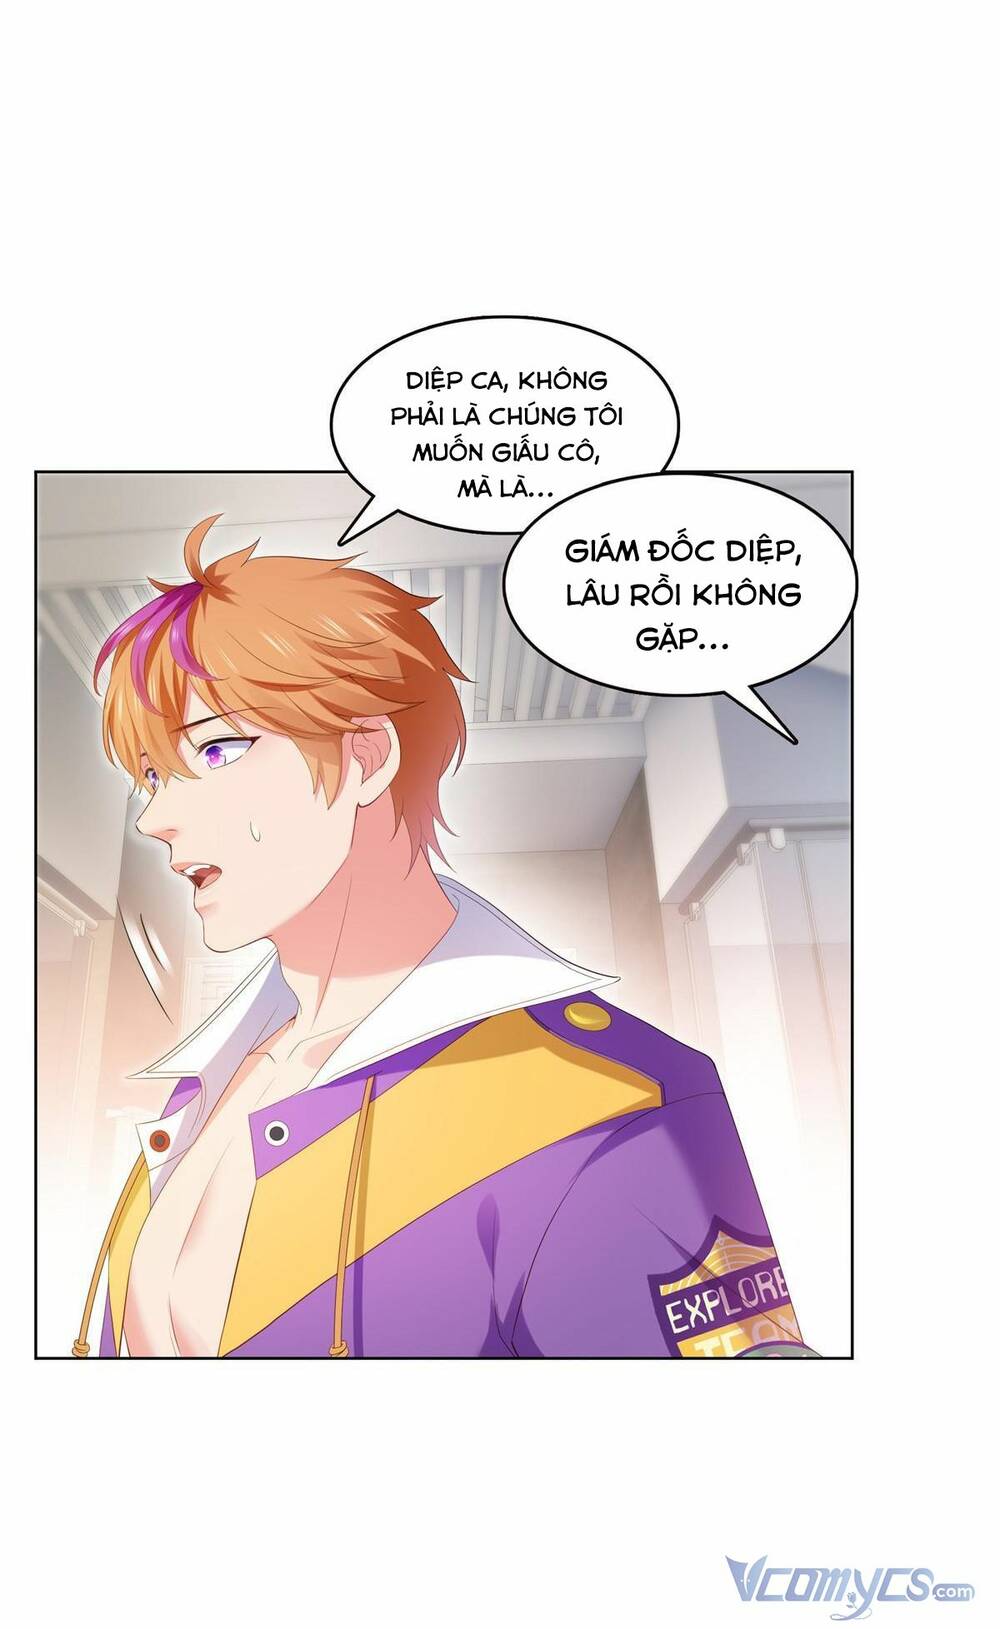 DIỆP CA, KHÔNG
PHẢI LÀ CHÚNG TÔI
MUỐN GIẤU CÔ,
MÀ LÀ...
GIÁM ĐỐC DIỆP,
LÂU RỒI KHÔNG
GẶP...
EXPLORE
TEAM
VCOMYCS.com